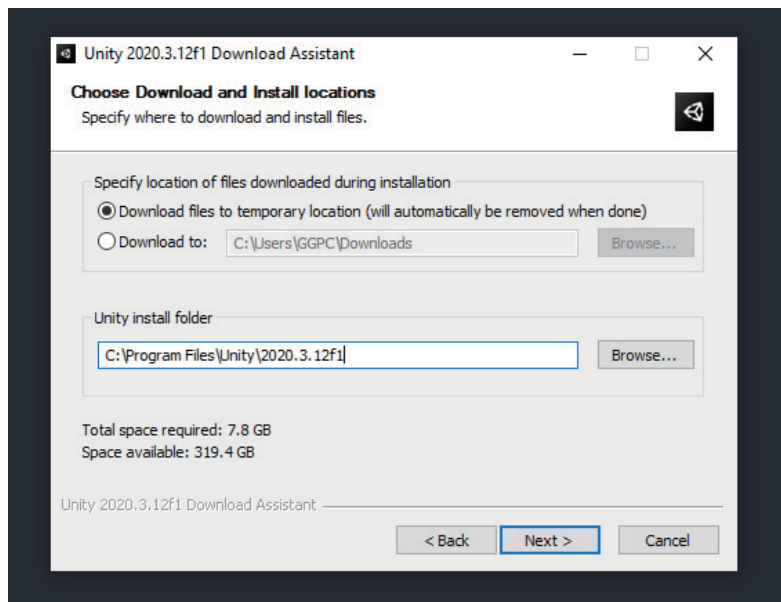 Unity 2020.3.12f1 Download Assistant
Choose Download and Install locations
Specify where to download and install files.
Specify location of files downloaded during installation
Download files to temporary location (will automatically be removed when done)
Download to: C:\Users\GGPC\Downloads Browse...
Unity install folder
C:\Program Files\Unity\2020.3.12f1 Browse...
Total space required: 7.8 GB
Space available: 319.4 GB
Unity 2020.3.12f1 Download Assistant
< Back Next > Cancel